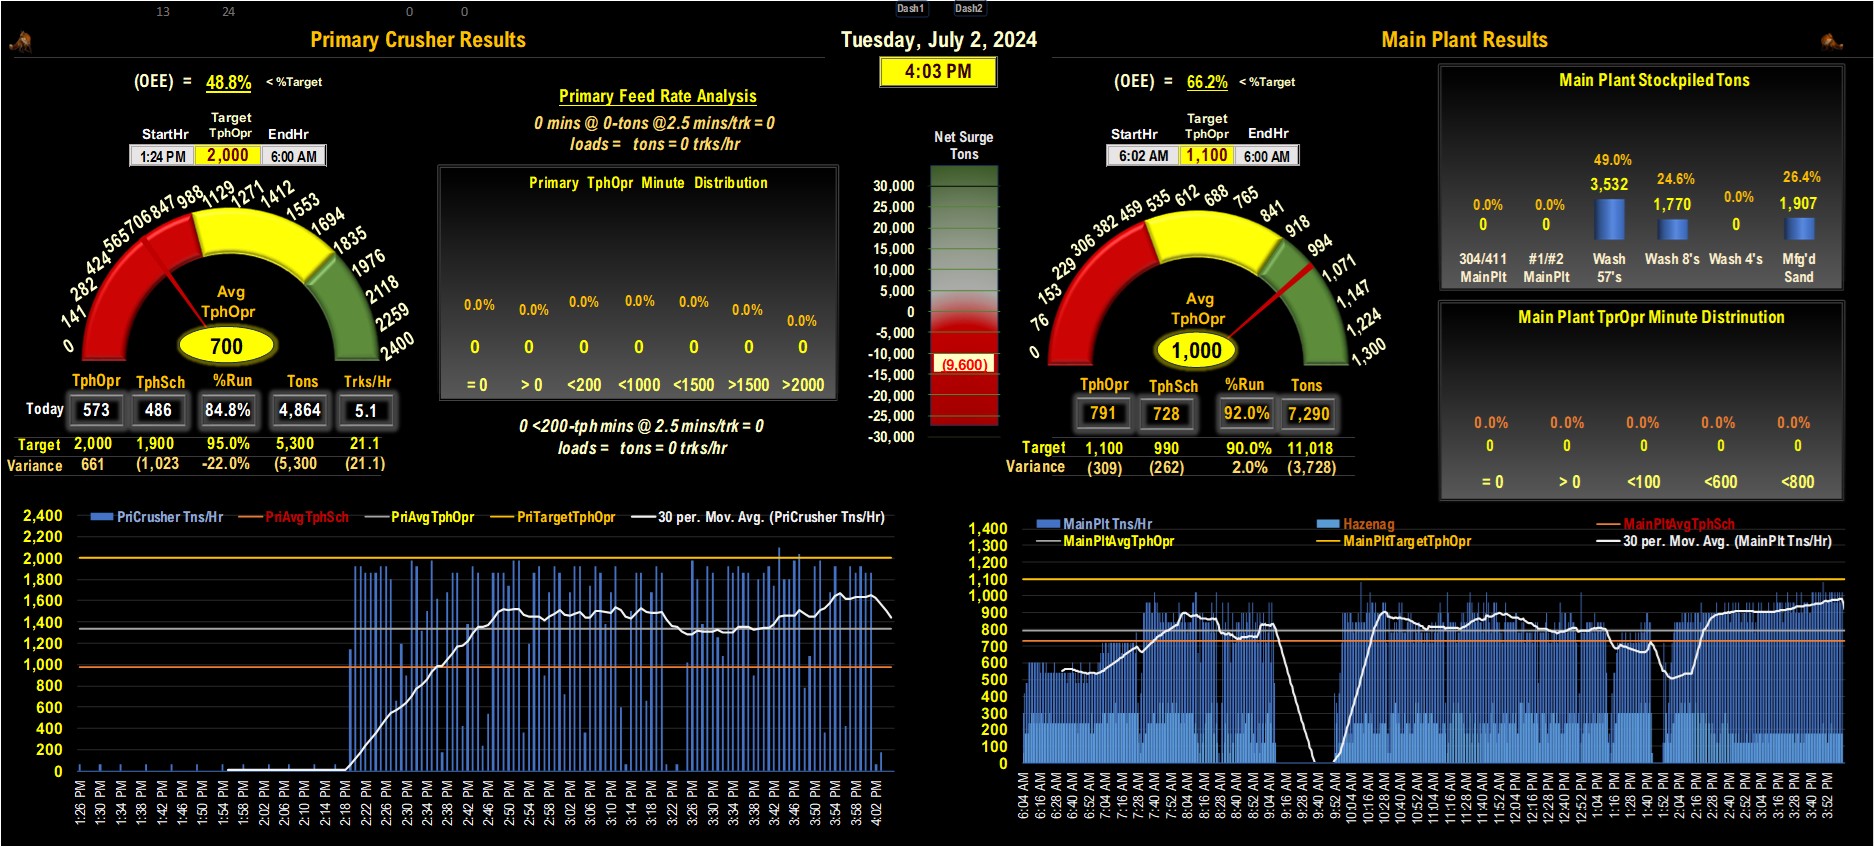 13 24 0 0 Dash1 Dash2
Primary Crusher Results
(OEE) = 48.8% < %Target
Target
StartHr TphOpr EndHr
1:24 PM 2,000 6:00 AM
0 141 282 424 565 706 847 988 1129 1271 1412 1553 1694 1835 1976 2118 2259 2400
Avg
TphOpr
700
TphOpr TphSch %Run Tons Trks/Hr
Today 573 486 84.8% 4,864 5.1
Target 2,000 1,900 95.0% 5,300 21.1
Variance 661 (1,023 -22.0% (5,300 (21.1)
Primary Feed Rate Analysis
0 mins @ 0-tons @2.5 mins/trk = 0
loads = tons = 0 trks/hr
Primary TphOpr Minute Distribution
0.0% 0.0% 0.0% 0.0% 0.0% 0.0% 0.0%
0 0 0 0 0 0 0
= 0 > 0 <200 <1000 <1500 >1500 >2000
0 <200-tph mins @ 2.5 mins/trk = 0
loads = tons = 0 trks/hr
Tuesday, July 2, 2024
4:03 PM
Net Surge
Tons
30,000
25,000
20,000
15,000
10,000
5,000
0
-5,000
-10,000
(9,600)
-15,000
-20,000
-25,000
-30,000
Main Plant Results
(OEE) = 66.2% < %Target
Target
StartHr TphOpr EndHr
6:02 AM 1,100 6:00 AM
0 76 153 229 306 382 459 535 612 688 765 841 918 994 1,071 1,147 1,224 1,300
Avg
TphOpr
1,000
TphOpr TphSch %Run Tons
791 728 92.0% 7,290
Target 1,100 990 90.0% 11,018
Variance (309) (262) 2.0% (3,728)
Main Plant Stockpiled Tons
0.0% 0.0% 49.0% 24.6% 0.0% 26.4%
0 0 3,532 1,770 0 1,907
304/411 #1/#2 Wash Wash 8's Wash 4's Mfg'd
MainPlt MainPlt 57's Sand
Main Plant TprOpr Minute Distrinution
0.0% 0.0% 0.0% 0.0% 0.0%
0 0 0 0 0
= 0 > 0 <100 <600 <800
PriCrusher Tns/Hr PriAvgTphSch PriAvgTphOpr PriTargetTphOpr 30 per. Mov. Avg. (PriCrusher Tns/Hr)
2,400
2,200
2,000
1,800
1,600
1,400
1,200
1,000
800
600
400
200
0
1:26 PM 1:30 PM 1:34 PM 1:38 PM 1:42 PM 1:46 PM 1:50 PM 1:54 PM 1:58 PM 2:02 PM 2:06 PM 2:10 PM 2:14 PM 2:18 PM 2:22 PM 2:26 PM 2:30 PM 2:34 PM 2:38 PM 2:42 PM 2:46 PM 2:50 PM 2:54 PM 2:58 PM 3:02 PM 3:06 PM 3:10 PM 3:14 PM 3:18 PM 3:22 PM 3:26 PM 3:30 PM 3:34 PM 3:38 PM 3:42 PM 3:46 PM 3:50 PM 3:54 PM 3:58 PM 4:02 PM
MainPlt Tns/Hr Hazenag MainPltAvgTphSch
MainPltAvgTphOpr MainPltTargetTphOpr 30 per. Mov. Avg. (MainPlt Tns/Hr)
1,400
1,300
1,200
1,100
1,000
900
800
700
600
500
400
300
200
100
0
6:04 AM 6:16 AM 6:28 AM 6:40 AM 6:52 AM 7:04 AM 7:16 AM 7:28 AM 7:40 AM 7:52 AM 8:04 AM 8:16 AM 8:28 AM 8:40 AM 8:52 AM 9:04 AM 9:16 AM 9:28 AM 9:40 AM 9:52 AM 10:04 AM 10:16 AM 10:28 AM 10:40 AM 10:52 AM 11:04 AM 11:16 AM 11:28 AM 11:40 AM 11:52 AM 12:04 PM 12:16 PM 12:28 PM 12:40 PM 12:52 PM 1:04 PM 1:16 PM 1:28 PM 1:40 PM 1:52 PM 2:04 PM 2:16 PM 2:28 PM 2:40 PM 2:52 PM 3:04 PM 3:16 PM 3:28 PM 3:40 PM 3:52 PM